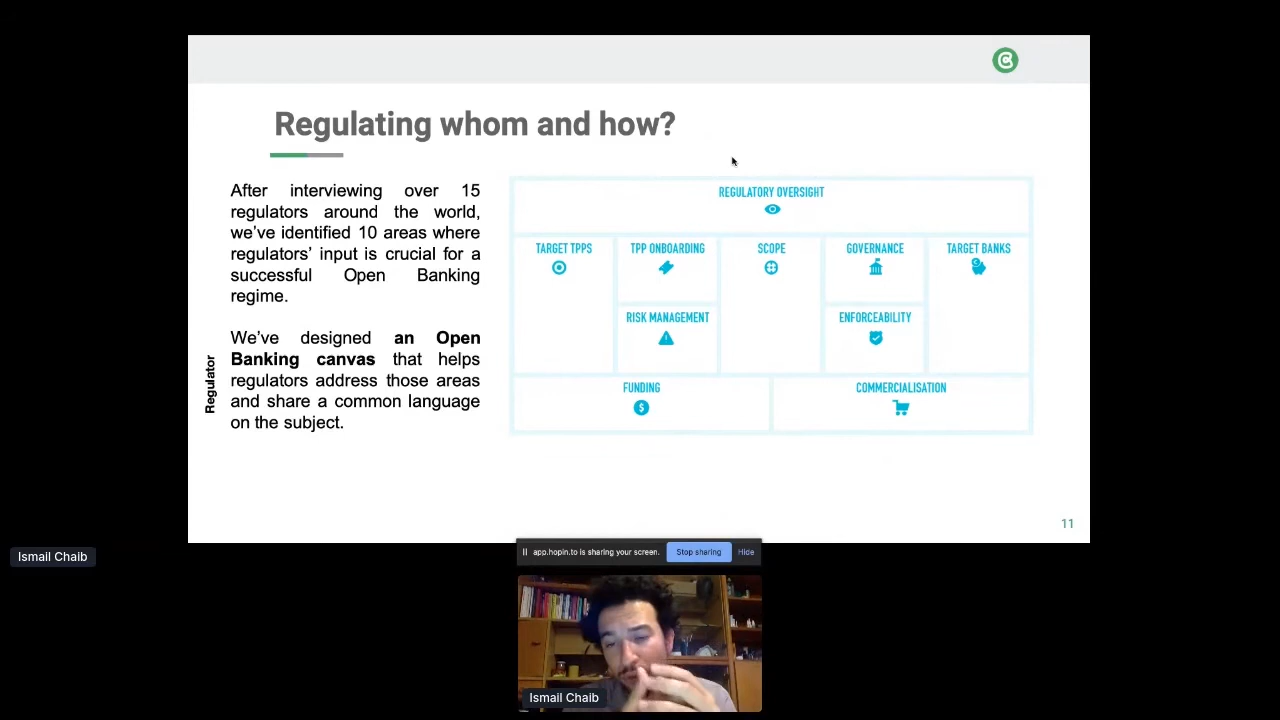 Regulating whom and how?
After interviewing over 15
regulators around the world,
we've identified 10 areas where
regulators' input is crucial for a
successful Open Banking
regime.
We've designed an Open
Banking canvas that helps
regulators address those areas
and share a common language
on the subject.
Regulator
REGULATORY OVERSIGHT
TARGET TPPS
TPP ONBOARDING
SCOPE
GOVERNANCE
TARGET BANKS
RISK MANAGEMENT
ENFORCEABILITY
FUNDING
COMMERCIALISATION
11
Ismail Chaib
app.hopin.to is sharing your screen.
Stop sharing
Hide
Ismail Chaib